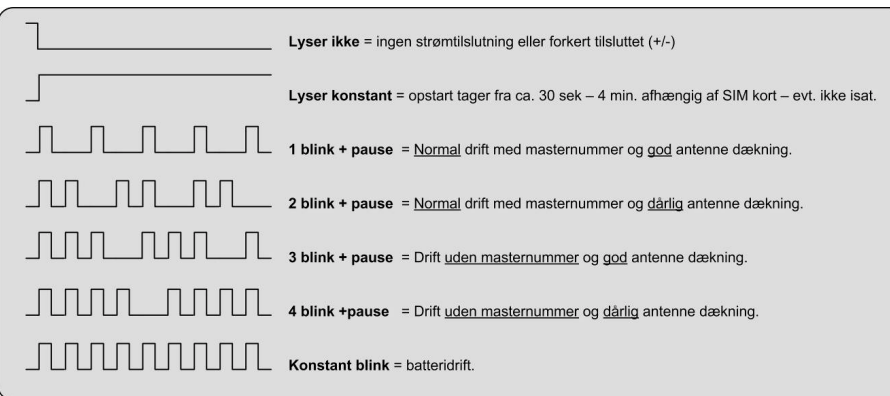 Lyser ikke = ingen strømtilslutning eller forkert tilsluttet (+/-)
Lyser konstant = opstart tager fra ca. 30 sek – 4 min. afhængig af SIM kort – evt. ikke isat.
1 blink + pause = Normal drift med masternummer og god antenne dækning.
2 blink + pause = Normal drift med masternummer og dårlig antenne dækning.
3 blink + pause = Drift uden masternummer og god antenne dækning.
4 blink +pause = Drift uden masternummer og dårlig antenne dækning.
Konstant blink = batteridrift.